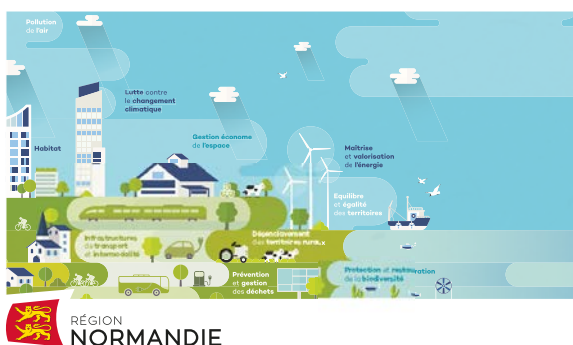 Pollution
de l'air
Lutte contre
le changement
climatique
Habitat
Gestion économe
de l'espace
Maîtrise
et valorisation
de l'énergie
Equilibre
et égalité
des territoires
Infrastructures
de transport
et intermodalité
Désenclavement
des territoires ruraux
Prévention
et gestion
des déchets
Protection et restauration
de la biodiversité
RÉGION
NORMANDIE